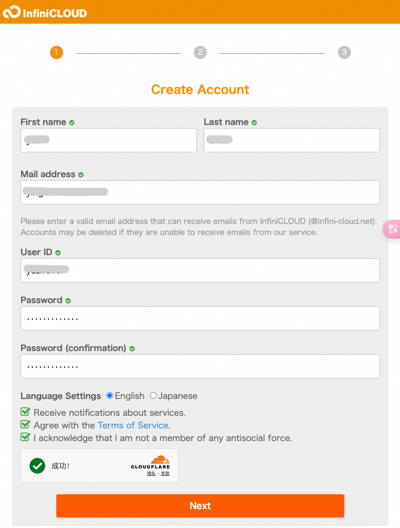 InfiniCLOUD
1 2 3
Create Account
First name Last name
Mail address
Please enter a valid email address that can receive emails from InfiniCLOUD (@infini-cloud.net).
Accounts may be deleted if they are unable to receive emails from our service.
User ID
Password
•••••••••••••
Password (confirmation)
•••••••••••••
Language Settings English Japanese
Receive notifications about services.
Agree with the Terms of Service.
I acknowledge that I am not a member of any antisocial force.
成功!
CLOUDFLARE
隐私 • 条款
Next